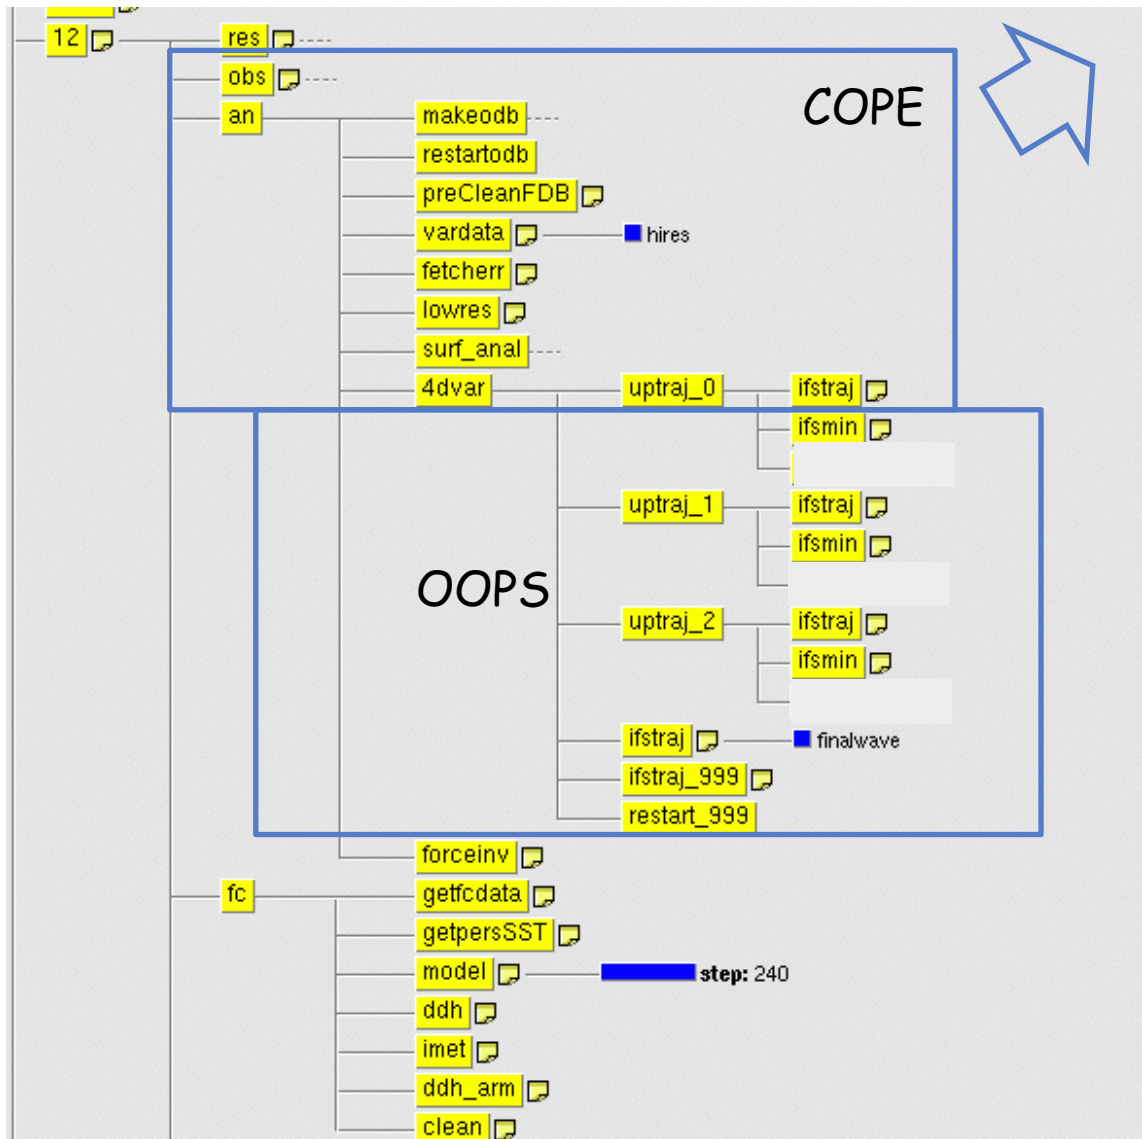 12
res
obs
COPE
an
makeodb
restartodb
preCleanFDB
vardata
hires
fetcherr
lowres
surf_anal
4dvar
uptraj_0
ifstraj
ifsmin
uptraj_1
ifstraj
ifsmin
OOPS
uptraj_2
ifstraj
ifsmin
ifstraj
finalwave
ifstraj_999
restart_999
forceinv
fc
getfcdata
getpersSST
model
step: 240
ddh
imet
ddh_arm
clean